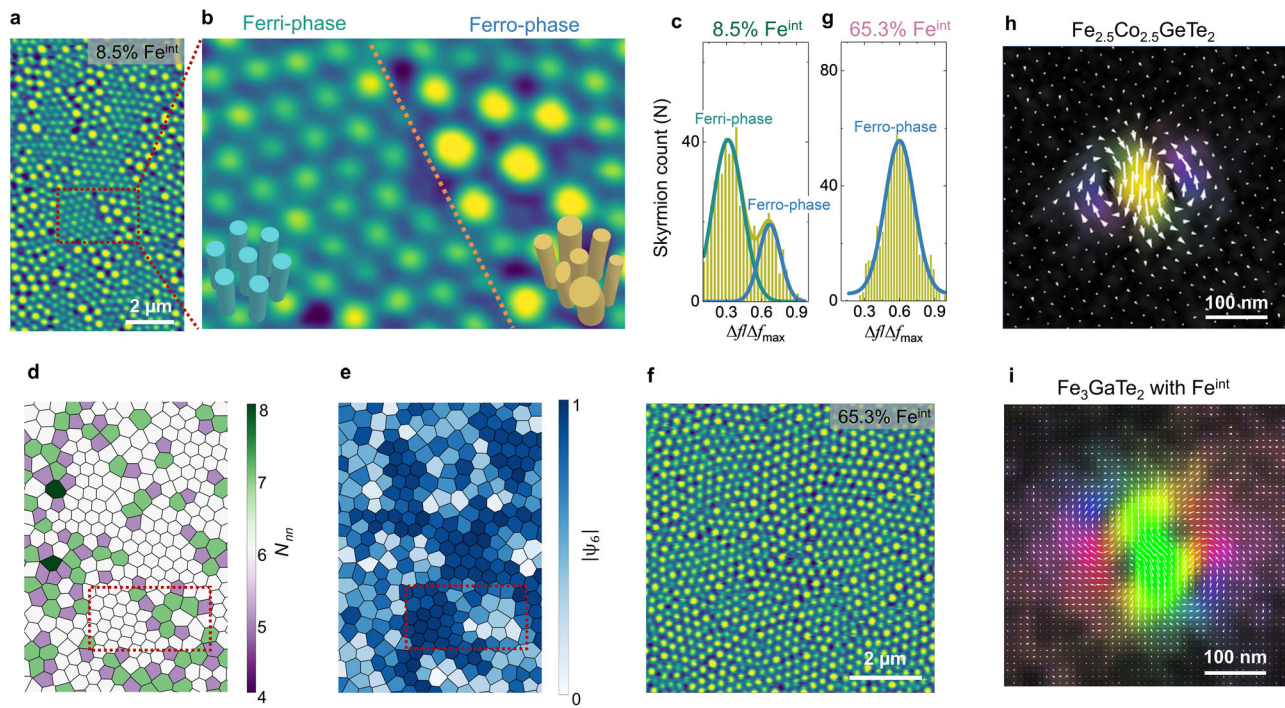 a
8.5% Fe^int
2 μm
b
Ferri-phase
Ferro-phase
c
8.5% Fe^int
Skyrmion count (N)
40
0
Ferri-phase
Ferro-phase
0.3 0.6 0.9
Δf/Δf_max
g
65.3% Fe^int
80
40
0
Ferro-phase
0.3 0.6 0.9
Δf/Δf_max
h
Fe₂.₅Co₂.₅GeTe₂
100 nm
d
8
7
6
5
4
N_nn
e
1
0
|ψ₆|
f
65.3% Fe^int
2 μm
i
Fe₃GaTe₂ with Fe^int
100 nm